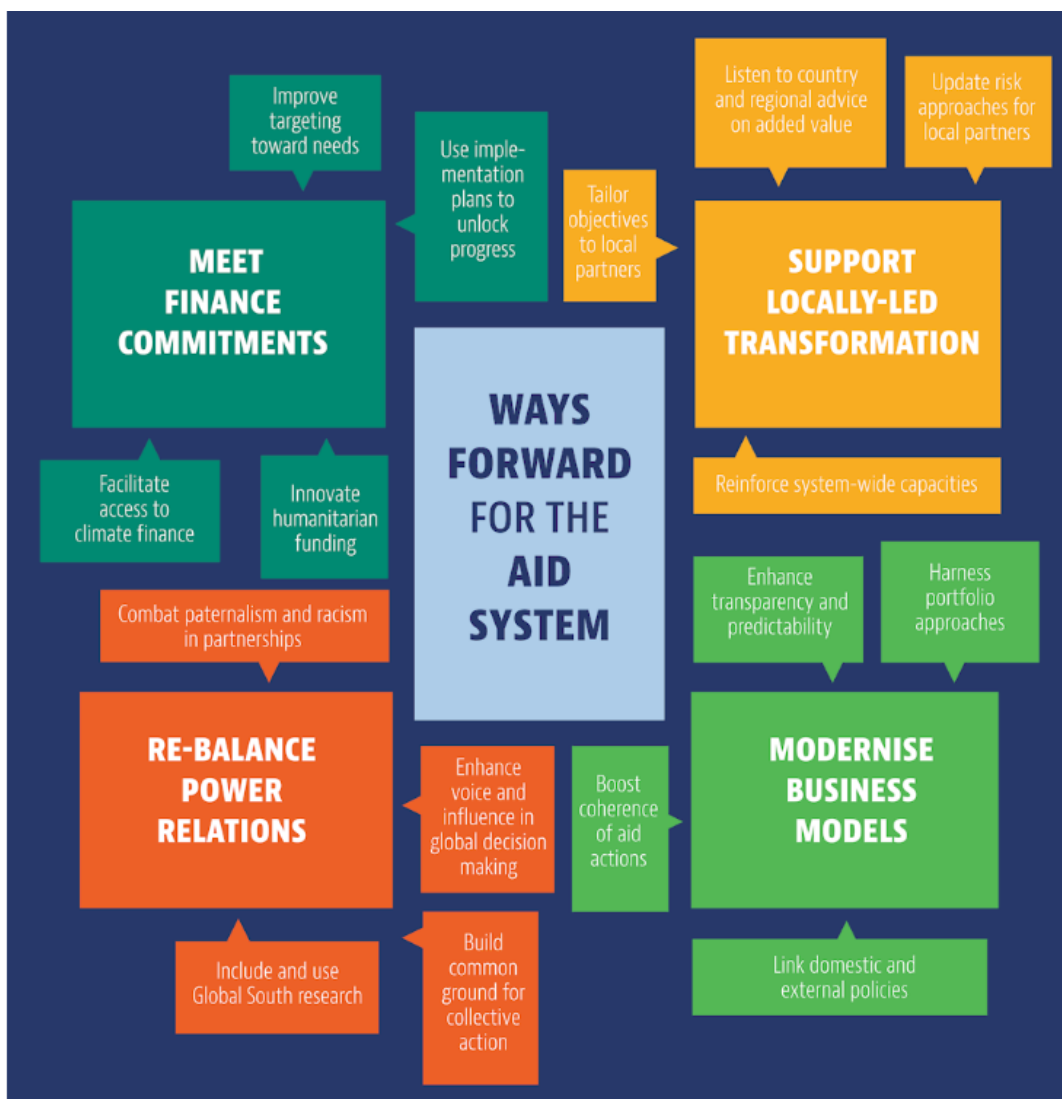 Improve
targeting
toward needs
Use imple-
mentation
plans to
unlock
progress
MEET
FINANCE
COMMITMENTS
Facilitate
access to
climate finance
Innovate
humanitarian
funding
Listen to country
and regional advice
on added value
Update risk
approaches for
local partners
Tailor
objectives
to local
partners
SUPPORT
LOCALLY-LED
TRANSFORMATION
Reinforce system-wide capacities
WAYS
FORWARD
FOR THE
AID
SYSTEM
Combat paternalism and racism
in partnerships
RE-BALANCE
POWER
RELATIONS
Enhance
voice and
influence in
global decision
making
Include and use
Global South research
Build
common
ground for
collective
action
Enhance
transparency and
predictability
Harness
portfolio
approaches
Boost
coherence
of aid
actions
MODERNISE
BUSINESS
MODELS
Link domestic and
external policies